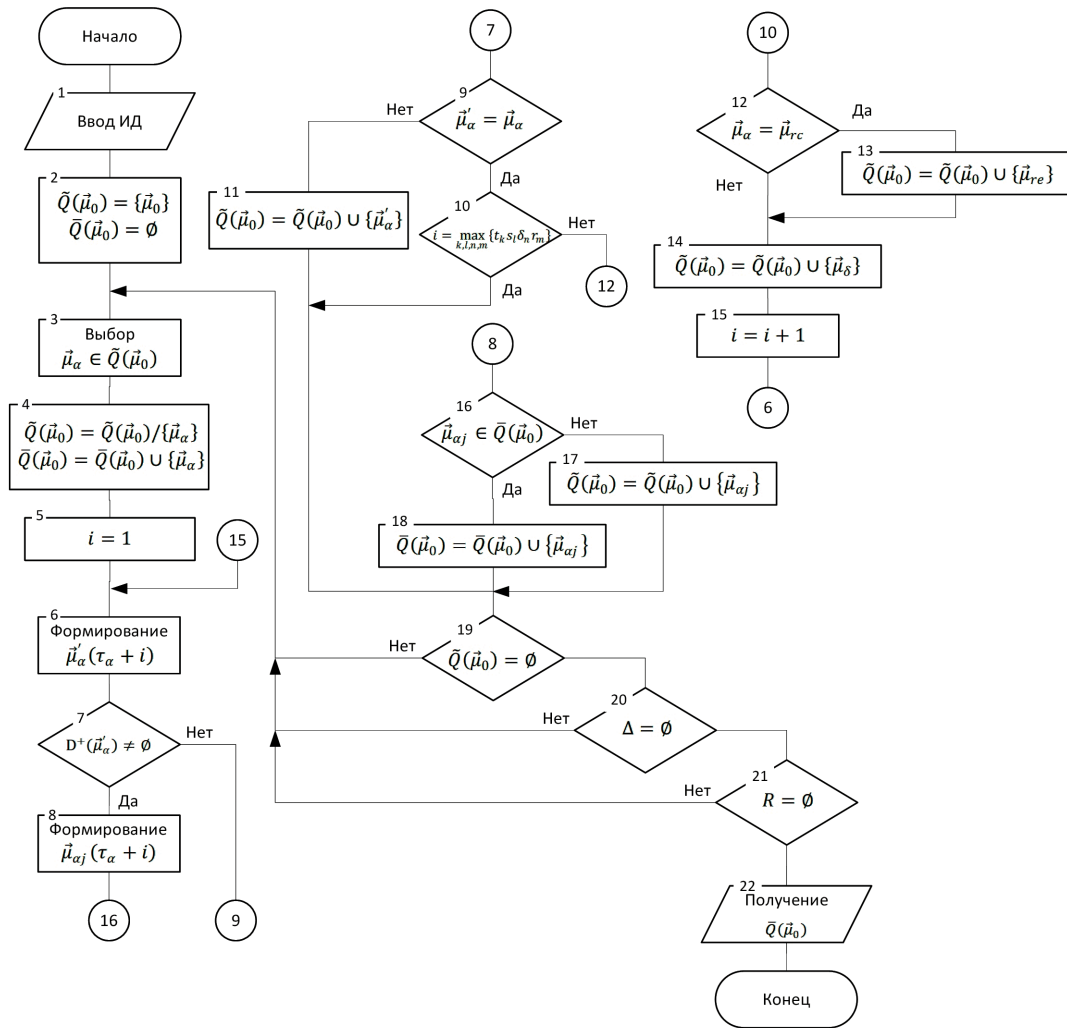 Начало
1
Ввод ИД
2
Q̃(μ⃗₀) = {μ⃗₀}
Q̄(μ⃗₀) = ∅
3
Выбор
μ⃗_α ∈ Q̃(μ⃗₀)
4
Q̃(μ⃗₀) = Q̃(μ⃗₀)/{μ⃗_α}
Q̄(μ⃗₀) = Q̄(μ⃗₀) ∪ {μ⃗_α}
5
i = 1
15
6
Формирование
μ⃗′_α(τ_α + i)
7
D⁺(μ⃗′_α) ≠ ∅
Нет
Да
8
Формирование
μ⃗_αj(τ_α + i)
16
9
7
9
Нет
μ⃗′_α = μ⃗_α
Да
11
Q̃(μ⃗₀) = Q̃(μ⃗₀) ∪ {μ⃗′_α}
10
i = max{t_k s_l δ_n r_m}
k,l,n,m
Нет
Да
12
8
16
μ⃗_αj ∈ Q̄(μ⃗₀)
Нет
Да
17
Q̃(μ⃗₀) = Q̃(μ⃗₀) ∪ {μ⃗_αj}
18
Q̄(μ⃗₀) = Q̄(μ⃗₀) ∪ {μ⃗_αj}
19
Нет
Q̃(μ⃗₀) = ∅
20
Нет
Δ = ∅
21
Нет
R = ∅
22
Получение
Q̄(μ⃗₀)
Конец
10
12
μ⃗_α = μ⃗_rc
Да
Нет
13
Q̃(μ⃗₀) = Q̃(μ⃗₀) ∪ {μ⃗_re}
14
Q̃(μ⃗₀) = Q̃(μ⃗₀) ∪ {μ⃗_δ}
15
i = i + 1
6